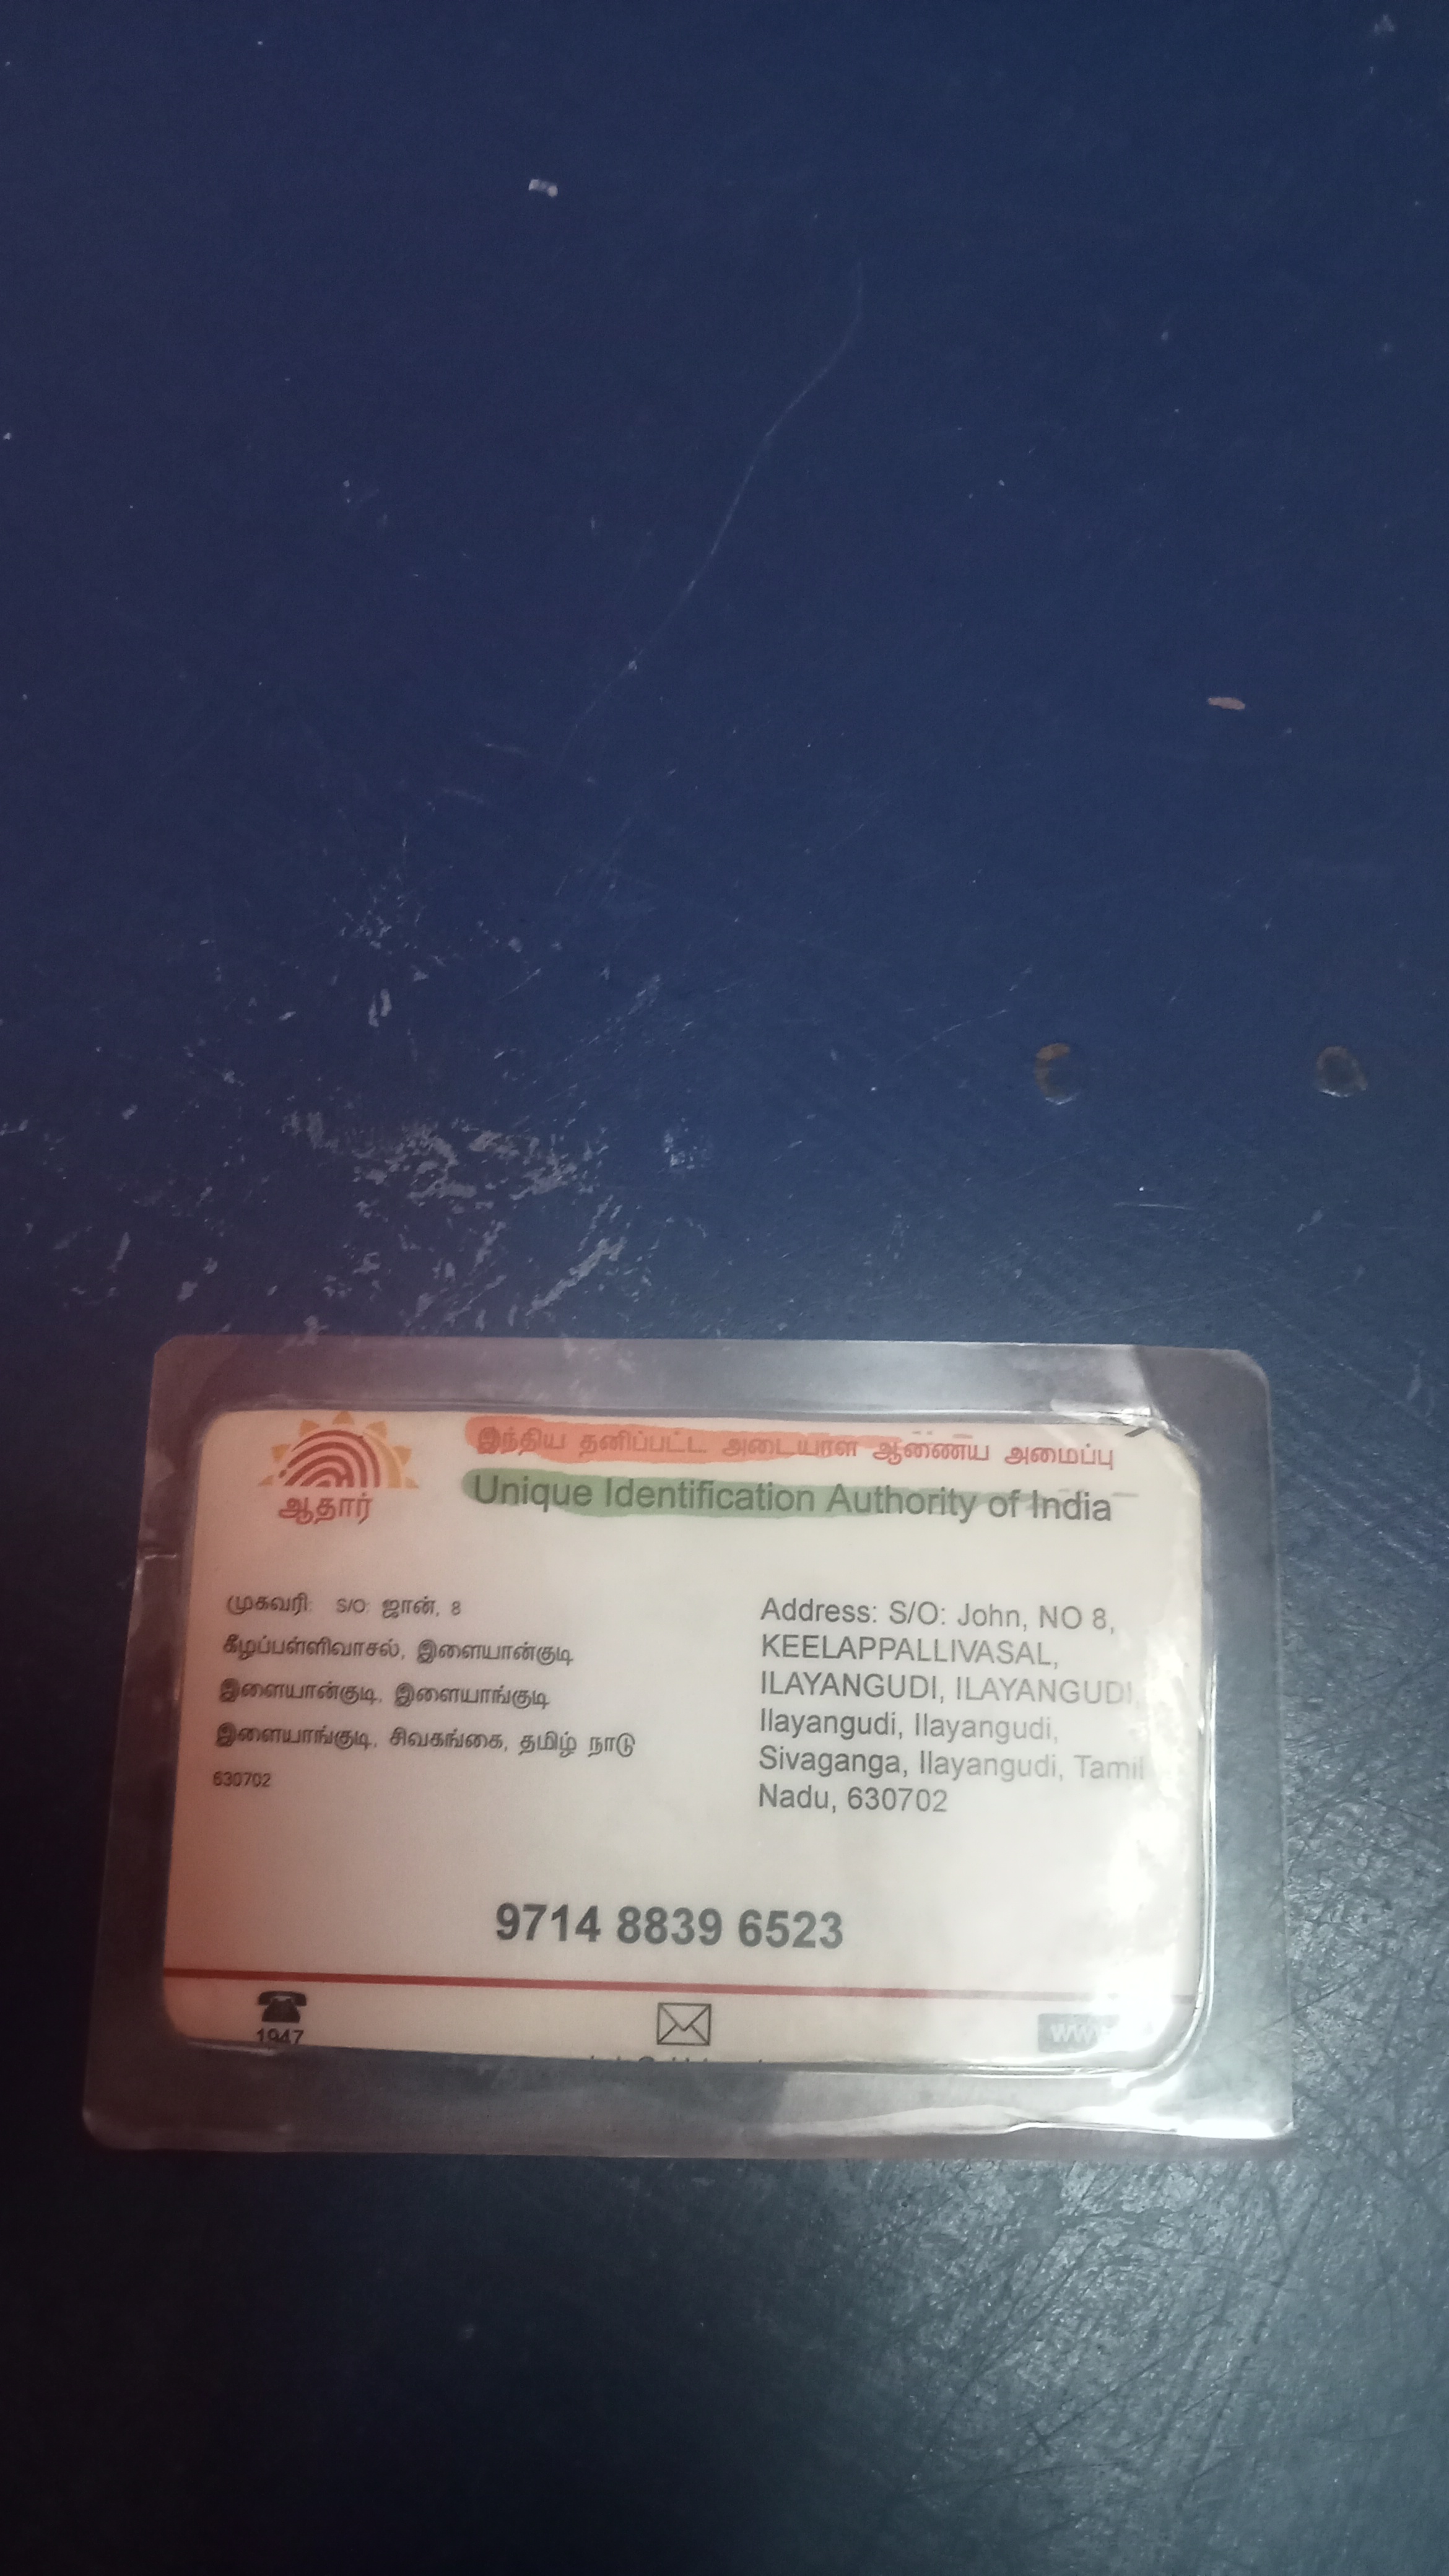 ஆதார்
இந்திய தனிப்பட்ட அடையாள ஆணைய அமைப்பு
Unique Identification Authority of India
முகவரி: S/O: ஜான், 8
கீழப்பள்ளிவாசல், இளையான்குடி
இளையான்குடி, இளையாங்குடி
இளையாங்குடி, சிவகங்கை, தமிழ் நாடு
630702
Address: S/O: John, NO 8,
KEELAPPALLIVASAL,
ILAYANGUDI, ILAYANGUDI,
Ilayangudi, Ilayangudi,
Sivaganga, Ilayangudi, Tamil
Nadu, 630702
9714 8839 6523
1947